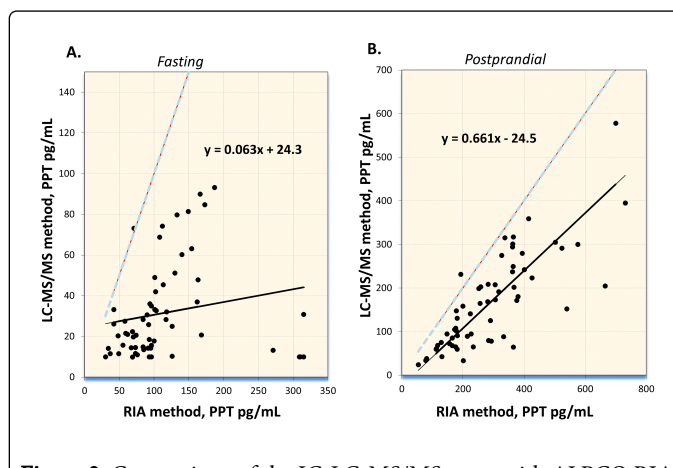 A.
Fasting
LC-MS/MS method, PPT pg/mL
140
120
100
80
60
40
20
0
y = 0.063x + 24.3
0 50 100 150 200 250 300 350
RIA method, PPT pg/mL
B.
Postprandial
LC-MS/MS method, PPT pg/mL
700
600
500
400
300
200
100
0
y = 0.661x - 24.5
0 200 400 600 800
RIA method, PPT pg/mL